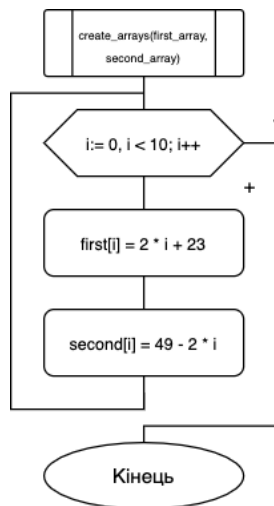 create_arrays(first_array,
second_array)
i:= 0, i < 10; i++
+
first[i] = 2 * i + 23
second[i] = 49 - 2 * i
Кінець